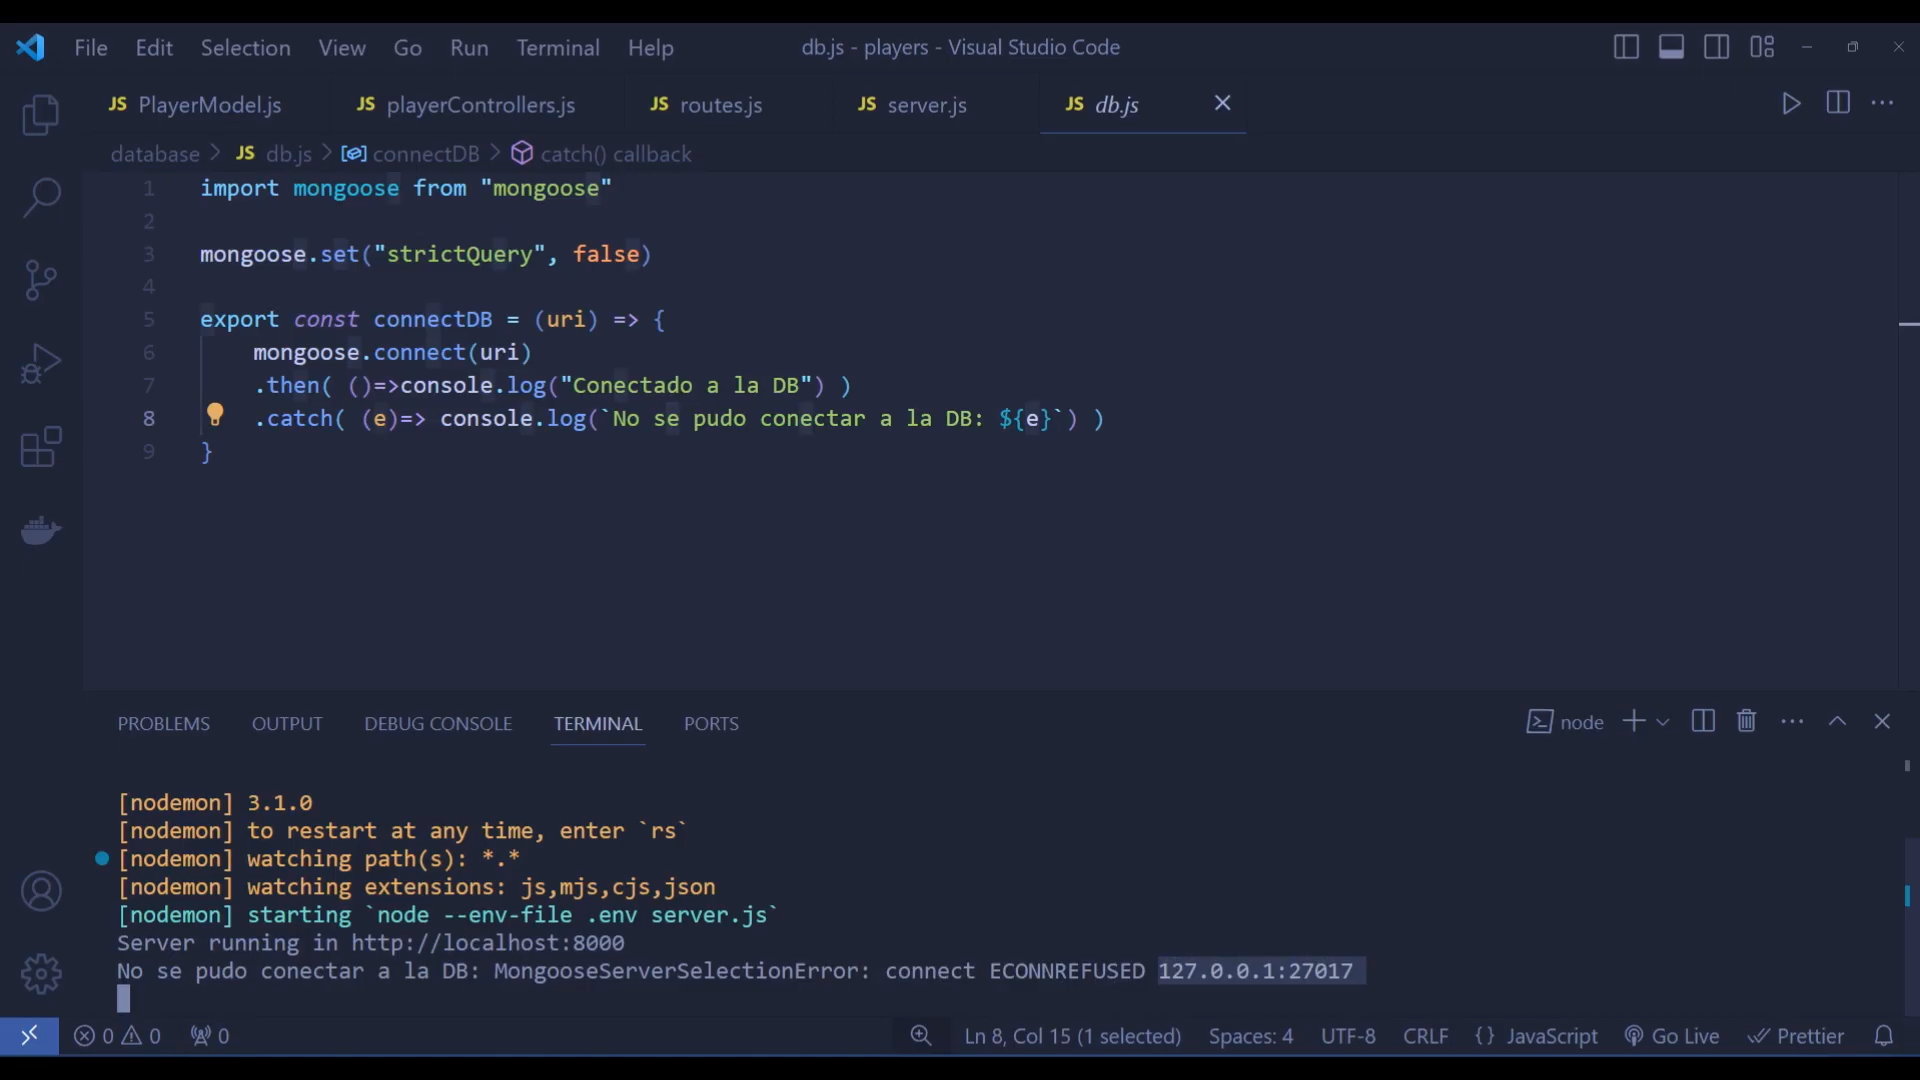 File Edit Selection View Go Run Terminal Help db.js - players - Visual Studio Code
JS PlayerModel.js JS playerControllers.js JS routes.js JS server.js JS db.js
database > JS db.js > connectDB > catch() callback
1 import mongoose from "mongoose"
2
3 mongoose.set("strictQuery", false)
4
5 export const connectDB = (uri) => {
6 mongoose.connect(uri)
7 .then( ()=>console.log("Conectado a la DB") )
8 .catch( (e)=> console.log(`No se pudo conectar a la DB: ${e}`) )
9 }
PROBLEMS OUTPUT DEBUG CONSOLE TERMINAL PORTS node
[nodemon] 3.1.0
[nodemon] to restart at any time, enter `rs`
[nodemon] watching path(s): *.*
[nodemon] watching extensions: js,mjs,cjs,json
[nodemon] starting `node --env-file .env server.js`
Server running in http://localhost:8000
No se pudo conectar a la DB: MongooseServerSelectionError: connect ECONNREFUSED 127.0.0.1:27017
0 0 0 Ln 8, Col 15 (1 selected) Spaces: 4 UTF-8 CRLF {} JavaScript Go Live Prettier